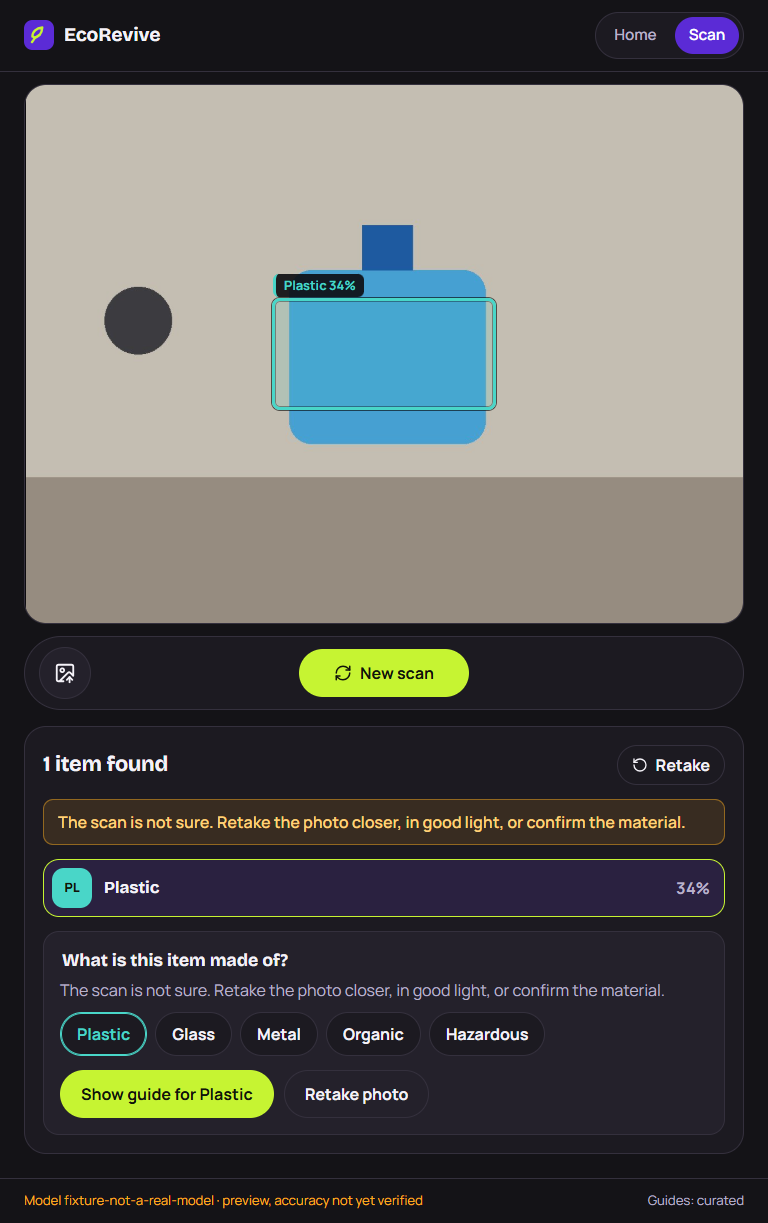 EcoRevive
Home
Scan
Plastic 34%
New scan
1 item found
Retake
The scan is not sure. Retake the photo closer, in good light, or confirm the material.
PL
Plastic
34%
What is this item made of?
The scan is not sure. Retake the photo closer, in good light, or confirm the material.
Plastic
Glass
Metal
Organic
Hazardous
Show guide for Plastic
Retake photo
Model fixture-not-a-real-model · preview, accuracy not yet verified
Guides: curated